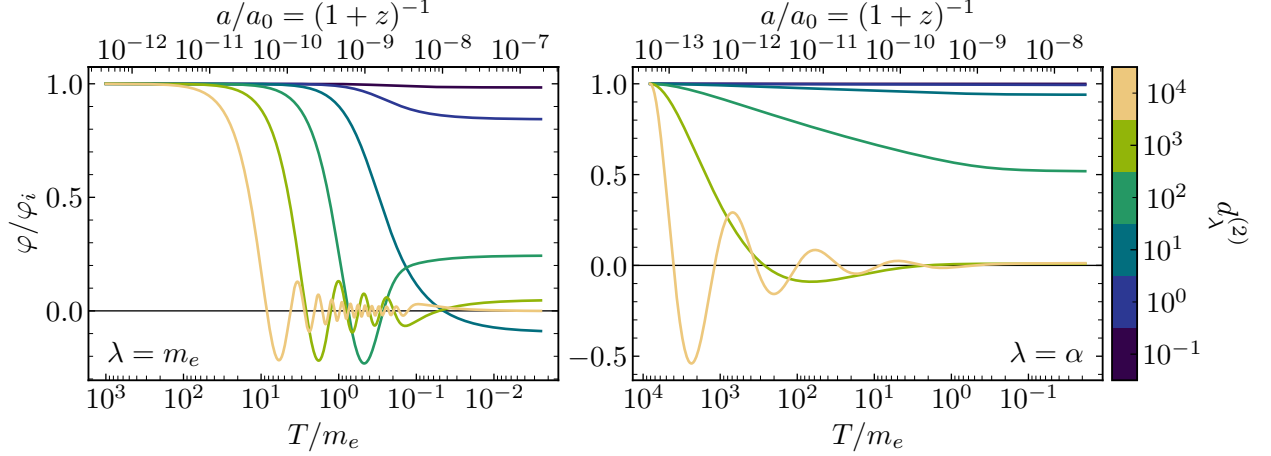 a/a₀ = (1 + z)⁻¹
a/a₀ = (1 + z)⁻¹
10⁻¹² 10⁻¹¹ 10⁻¹⁰ 10⁻⁹ 10⁻⁸ 10⁻⁷
10⁻¹³ 10⁻¹² 10⁻¹¹ 10⁻¹⁰ 10⁻⁹ 10⁻⁸
φ/φᵢ
1.0
0.5
0.0
λ = mₑ
10³ 10² 10¹ 10⁰ 10⁻¹ 10⁻²
T/mₑ
1.0
0.5
0.0
−0.5
λ = α
10⁴ 10³ 10² 10¹ 10⁰ 10⁻¹
T/mₑ
10⁴
10³
10²
10¹
10⁰
10⁻¹
d_λ^(2)